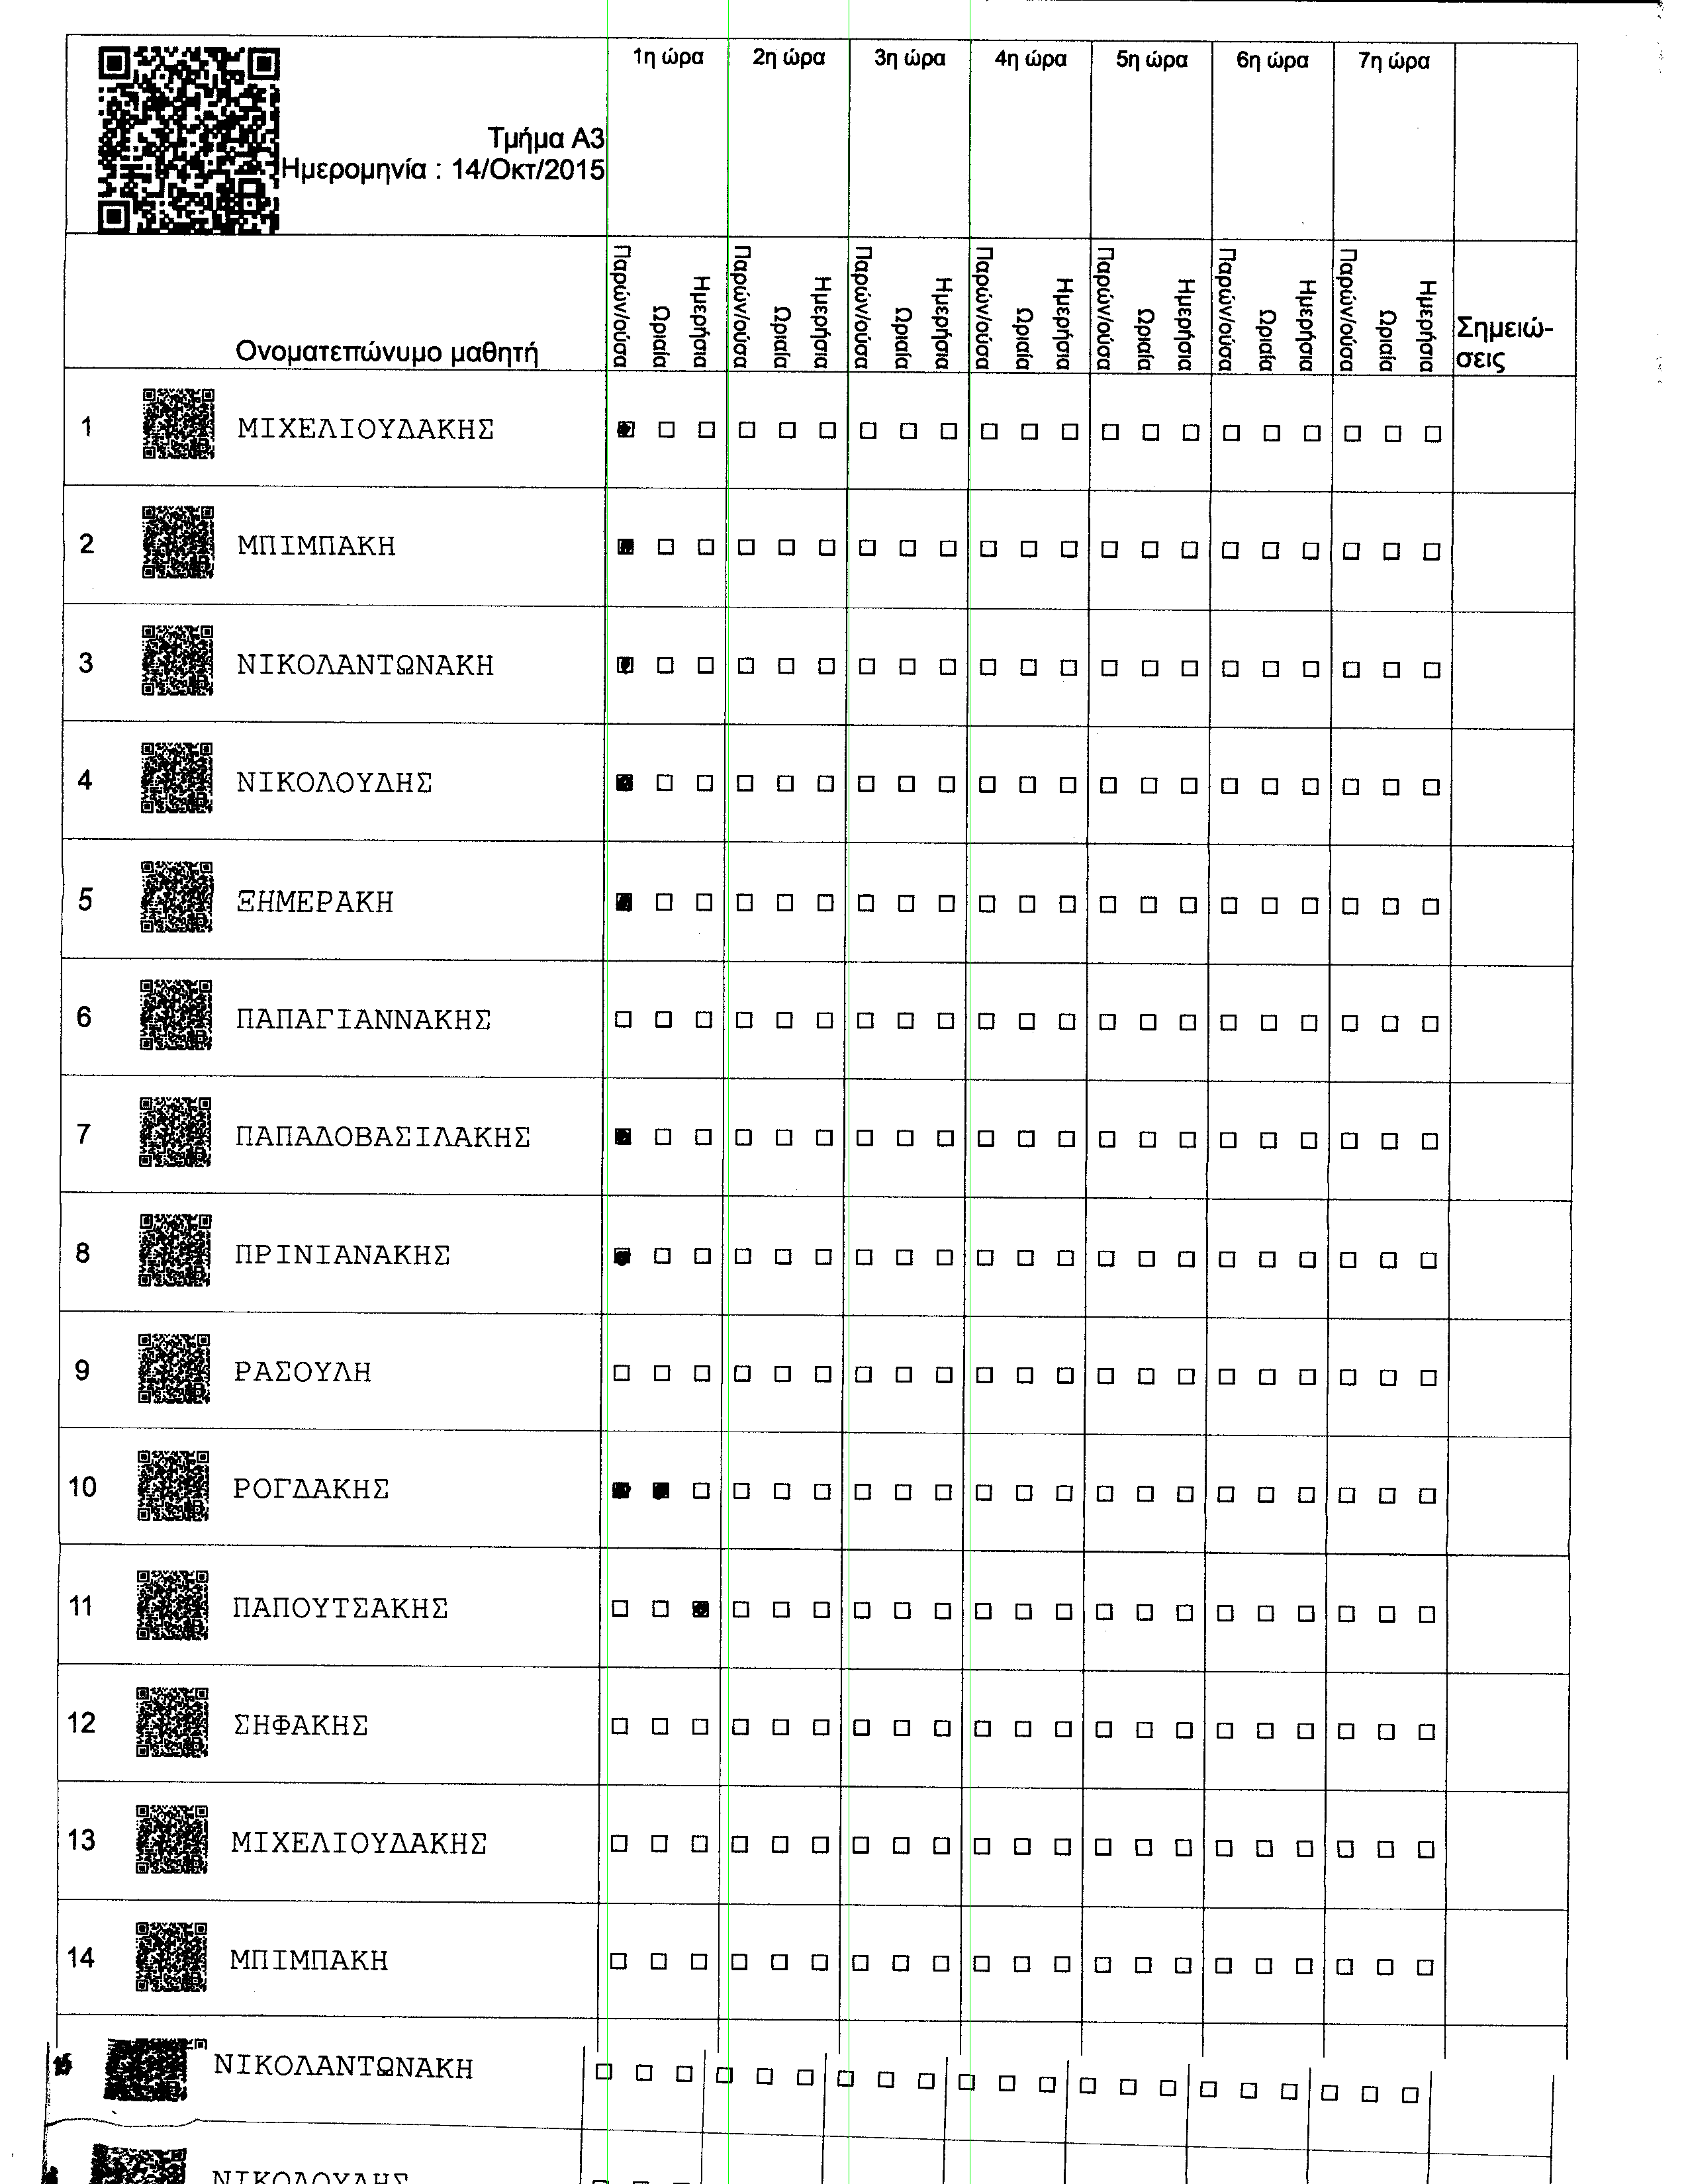 1η ώρα 2η ώρα 3η ώρα 4η ώρα 5η ώρα 6η ώρα 7η ώρα
Τμήμα Α3
Ημερομηνία : 14/Οκτ/2015
Ονοματεπώνυμο μαθητή Παρών/ούσα Ωριαία Ημερήσια Παρών/ούσα Ωριαία Ημερήσια Παρών/ούσα Ωριαία Ημερήσια Παρών/ούσα Ωριαία Ημερήσια Παρών/ούσα Ωριαία Ημερήσια Παρών/ούσα Ωριαία Ημερήσια Παρών/ούσα Ωριαία Ημερήσια Σημειώ-
σεις
1 ΜΙΧΕΛΙΟΥΔΑΚΗΣ
2 ΜΠΙΜΠΑΚΗ
3 ΝΙΚΟΛΑΝΤΩΝΑΚΗ
4 ΝΙΚΟΛΟΥΔΗΣ
5 ΞΗΜΕΡΑΚΗ
6 ΠΑΠΑΓΙΑΝΝΑΚΗΣ
7 ΠΑΠΑΔΟΒΑΣΙΛΑΚΗΣ
8 ΠΡΙΝΙΑΝΑΚΗΣ
9 ΡΑΣΟΥΛΗ
10 ΡΟΓΔΑΚΗΣ
11 ΠΑΠΟΥΤΣΑΚΗΣ
12 ΣΗΦΑΚΗΣ
13 ΜΙΧΕΛΙΟΥΔΑΚΗΣ
14 ΜΠΙΜΠΑΚΗ
15 ΝΙΚΟΛΑΝΤΩΝΑΚΗ
ΝΙΚΟΛΟΥΔΗΣ